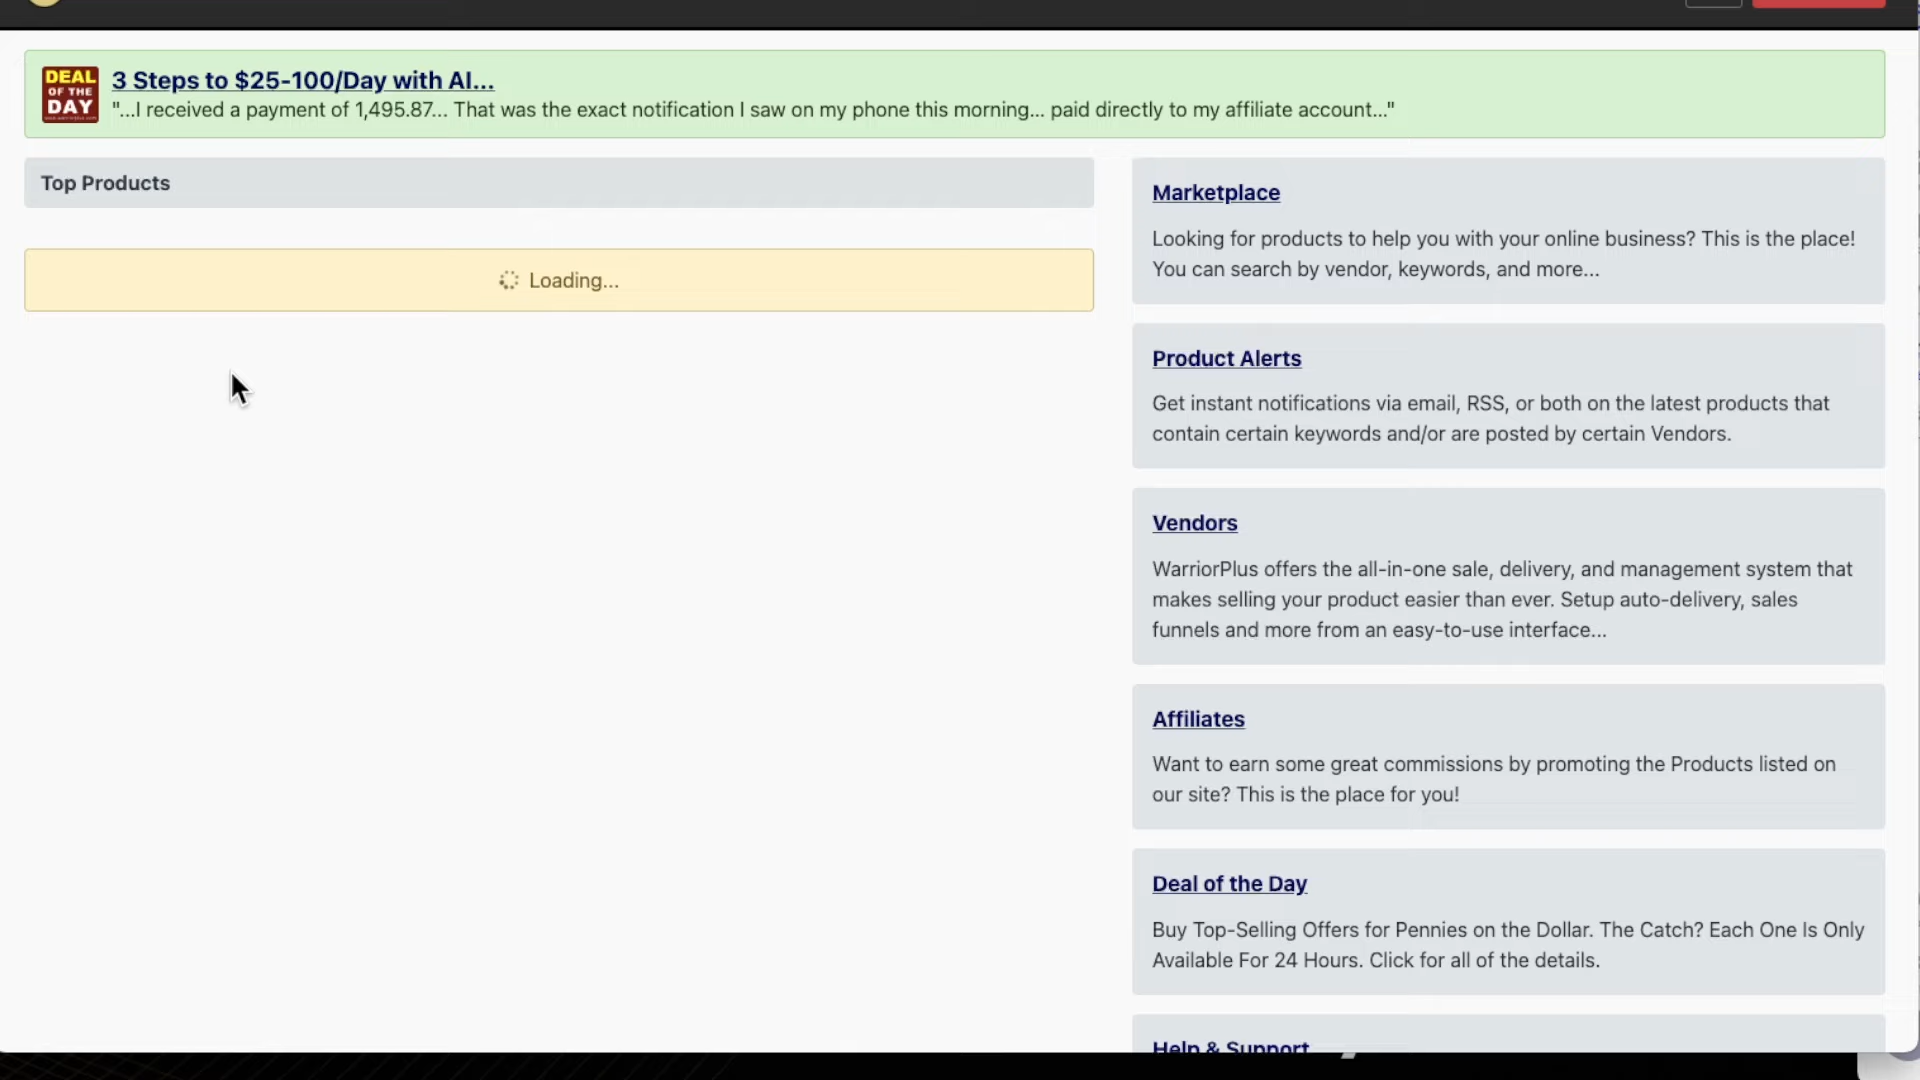 DEAL
OF THE
DAY
3 Steps to $25-100/Day with AI...
"...I received a payment of 1,495.87... That was the exact notification I saw on my phone this morning... paid directly to my affiliate account..."
Top Products
Loading...
Marketplace
Looking for products to help you with your online business? This is the place!
You can search by vendor, keywords, and more...
Product Alerts
Get instant notifications via email, RSS, or both on the latest products that
contain certain keywords and/or are posted by certain Vendors.
Vendors
WarriorPlus offers the all-in-one sale, delivery, and management system that
makes selling your product easier than ever. Setup auto-delivery, sales
funnels and more from an easy-to-use interface...
Affiliates
Want to earn some great commissions by promoting the Products listed on
our site? This is the place for you!
Deal of the Day
Buy Top-Selling Offers for Pennies on the Dollar. The Catch? Each One Is Only
Available For 24 Hours. Click for all of the details.
Help & Support